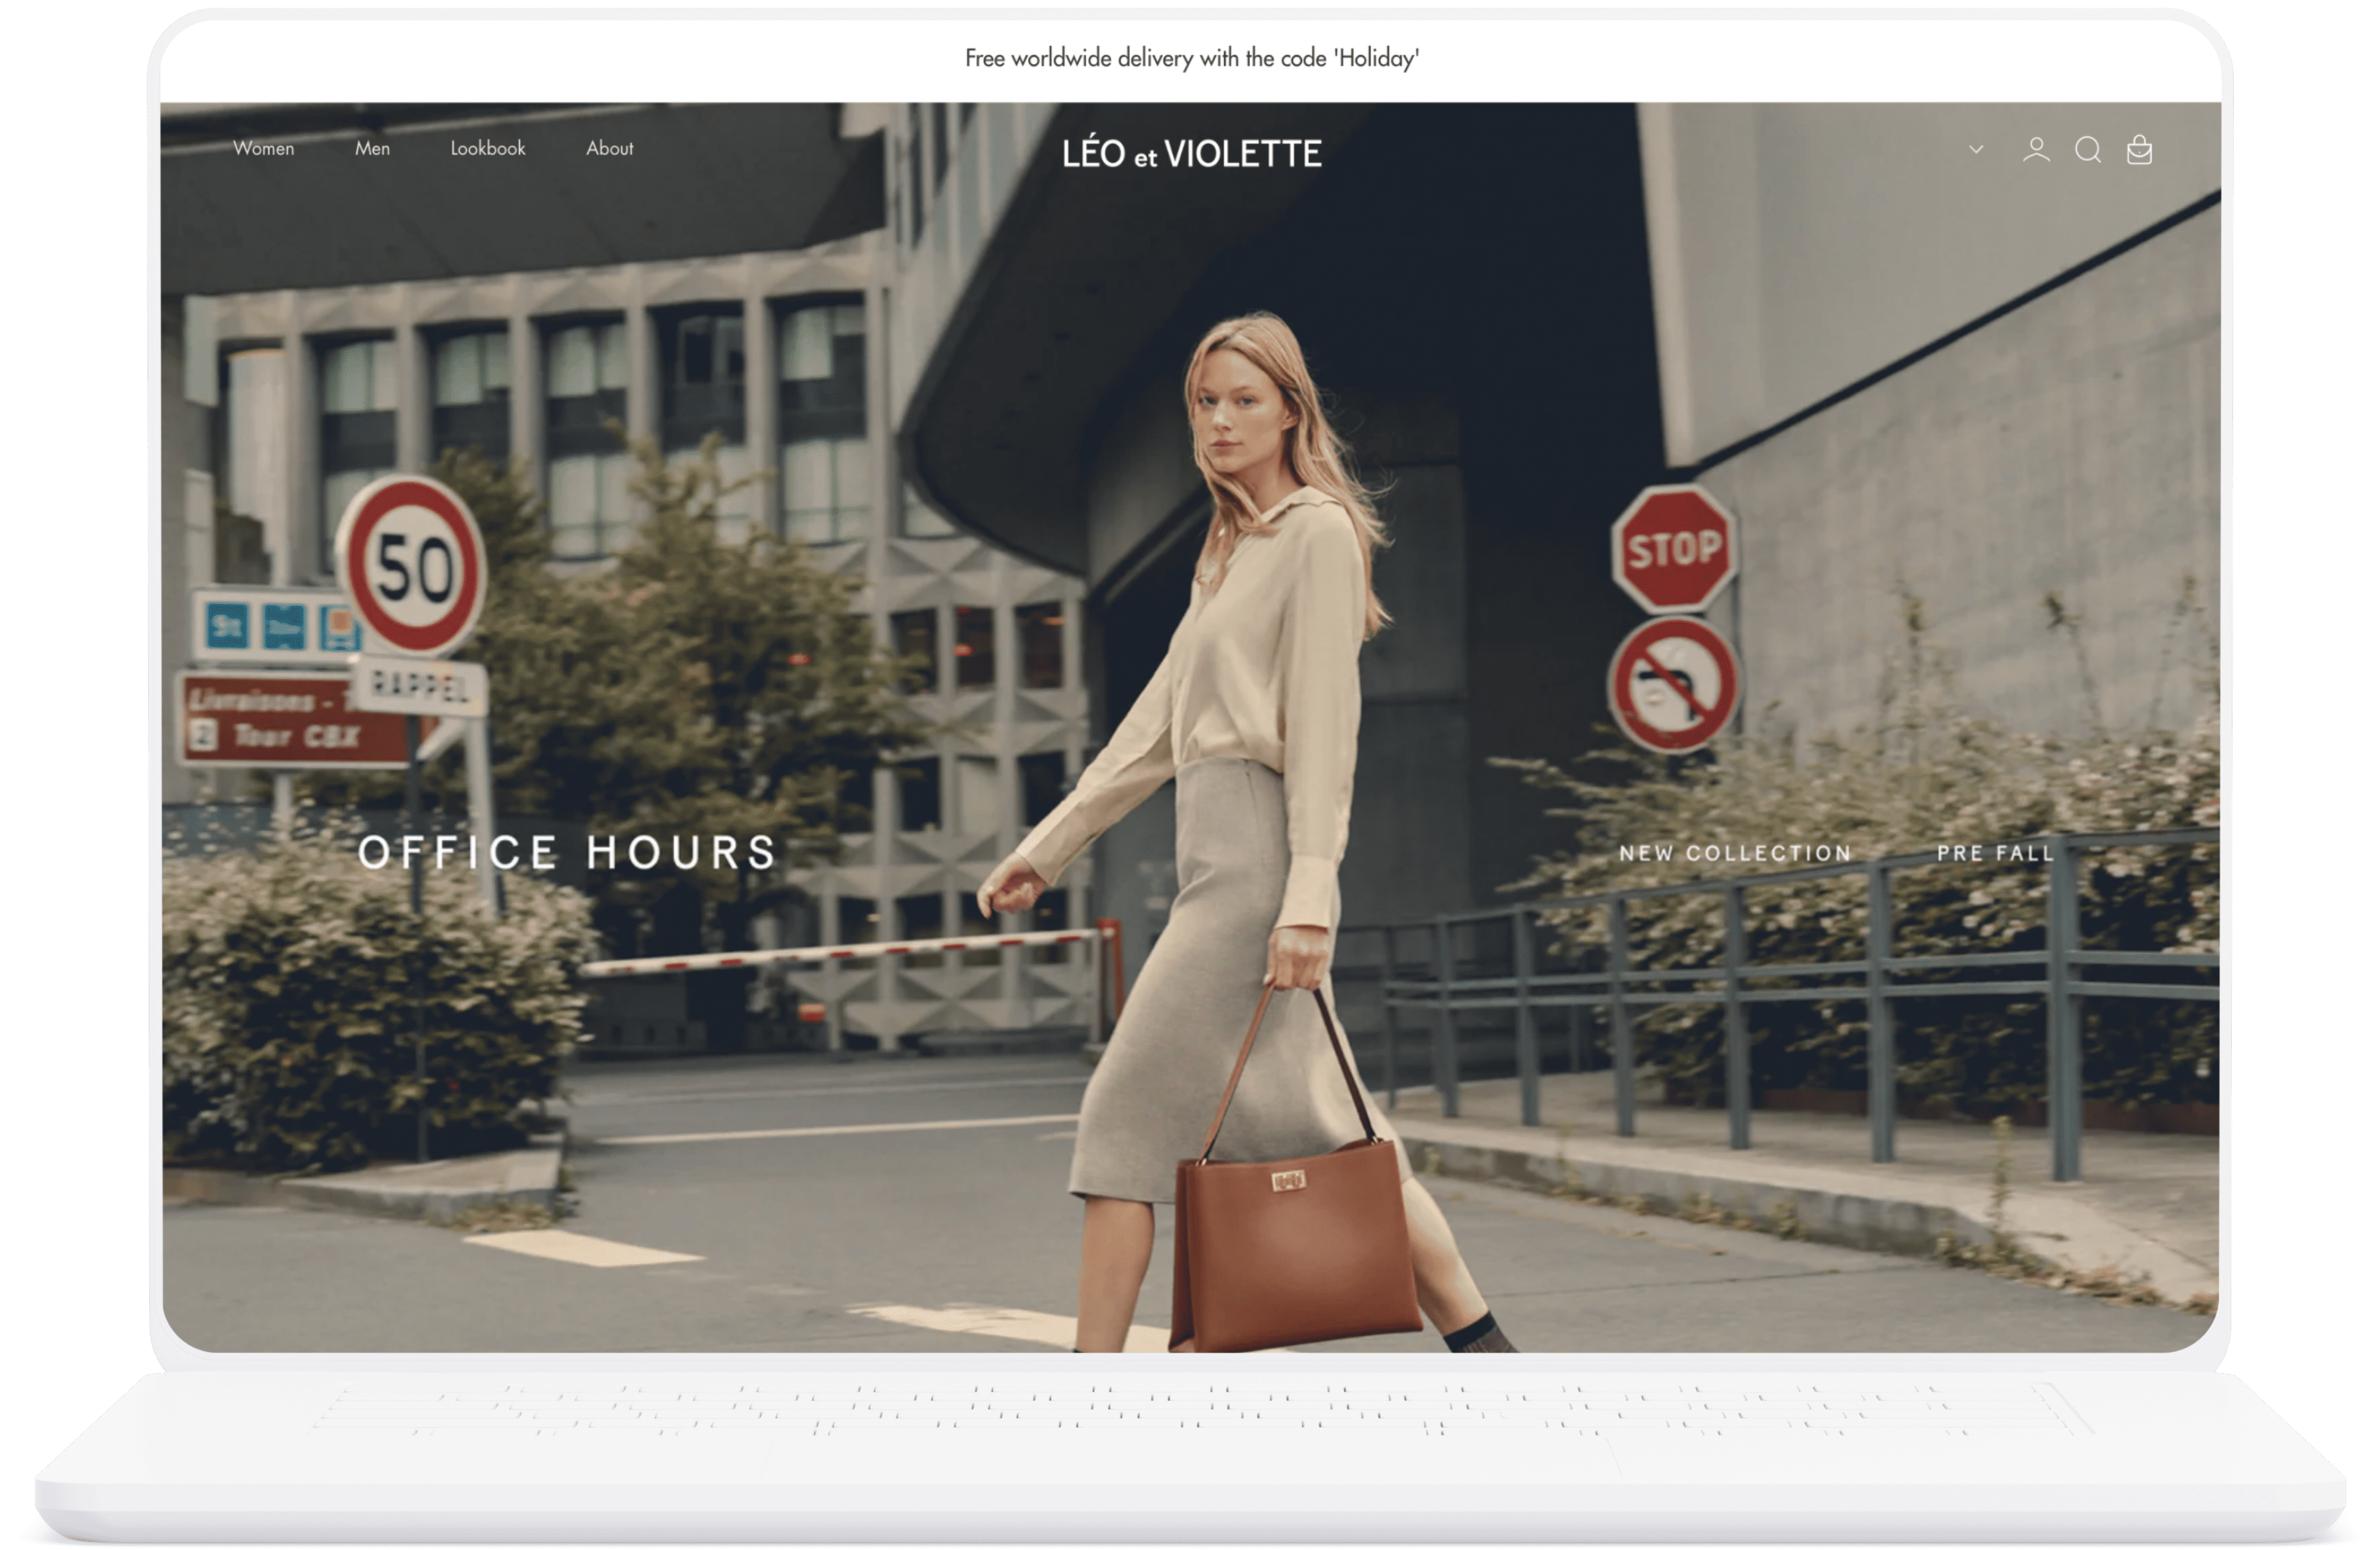 Free worldwide delivery with the code 'Holiday'
Women Men Lookbook About
LÉO et VIOLETTE
50
STOP
RAPPEL
Livraisons -
2 Tour CBX
OFFICE HOURS
NEW COLLECTION PRE FALL